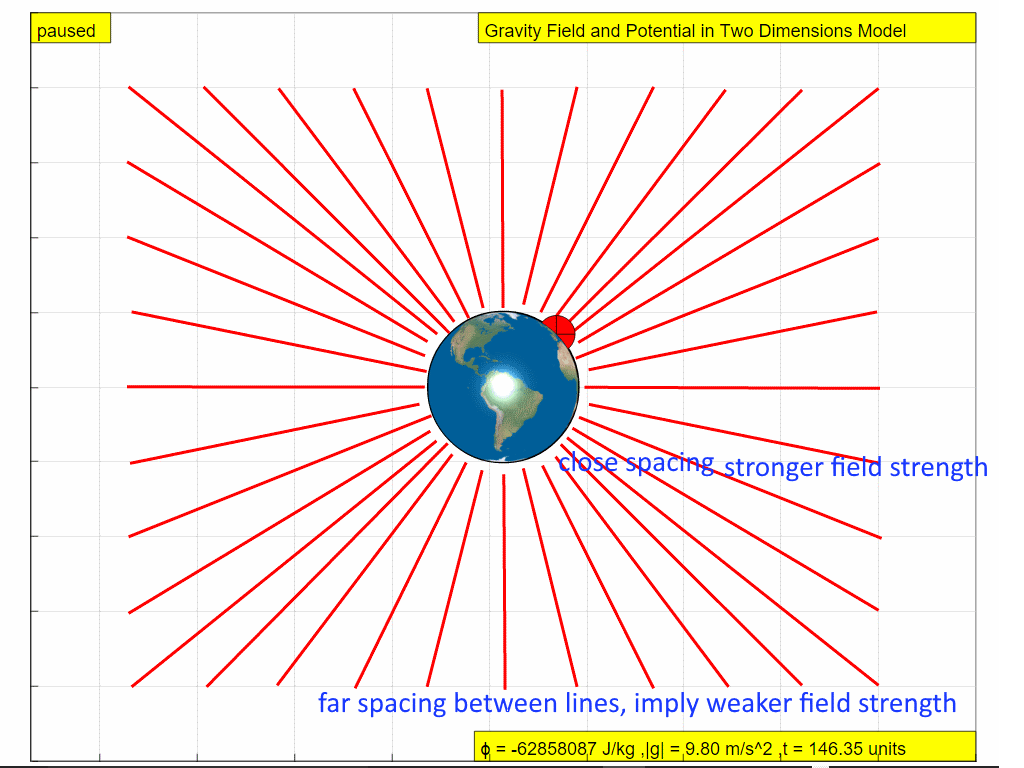 paused
Gravity Field and Potential in Two Dimensions Model
close spacing stronger field strength
far spacing between lines, imply weaker field strength
ϕ = -62858087 J/kg ,|g| = 9.80 m/s^2 ,t = 146.35 units